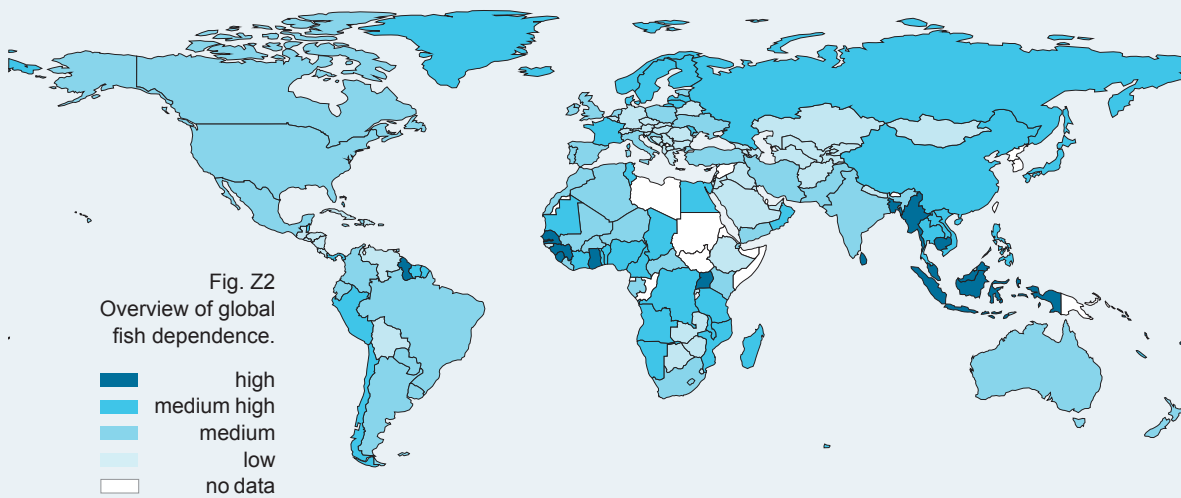 Fig. Z2
Overview of global
fish dependence.
high
medium high
medium
low
no data